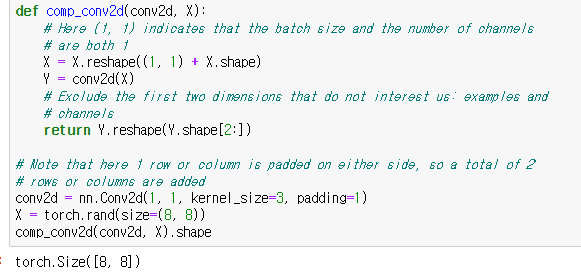 def comp_conv2d(conv2d, X):
    # Here (1, 1) indicates that the batch size and the number of channels
    # are both 1
    X = X.reshape((1, 1) + X.shape)
    Y = conv2d(X)
    # Exclude the first two dimensions that do not interest us: examples and
    # channels
    return Y.reshape(Y.shape[2:])
# Note that here 1 row or column is padded on either side, so a total of 2
# rows or columns are added
conv2d = nn.Conv2d(1, 1, kernel_size=3, padding=1)
X = torch.rand(size=(8, 8))
comp_conv2d(conv2d, X).shape
torch.Size([8, 8])